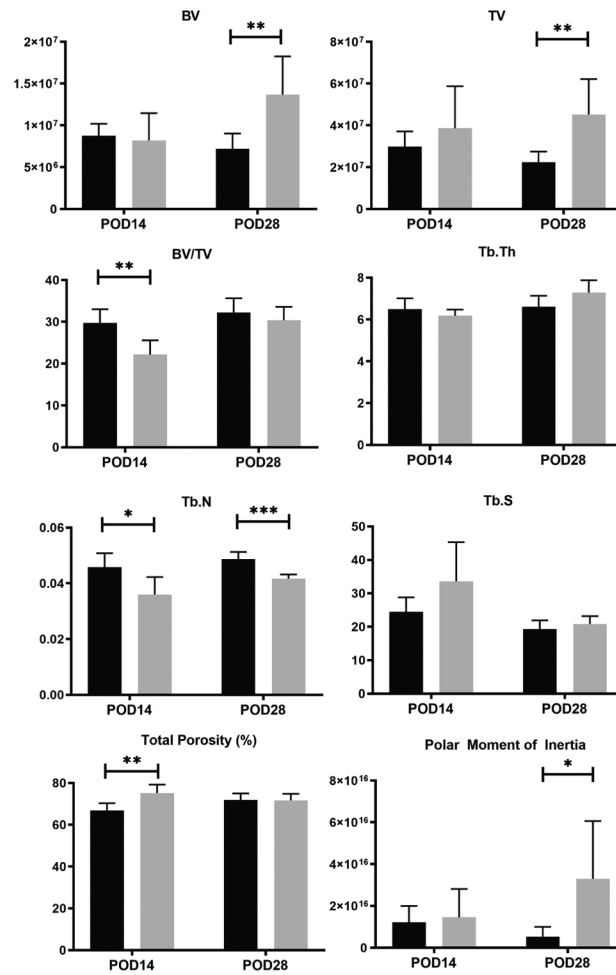 BV
2×10⁷
1.5×10⁷
1×10⁷
5×10⁶
0
**
POD14 POD28
TV
8×10⁷
6×10⁷
4×10⁷
2×10⁷
0
**
POD14 POD28
BV/TV
40
30
20
10
0
**
POD14 POD28
Tb.Th
8
6
4
2
0
POD14 POD28
Tb.N
0.06
0.04
0.02
0.00
*
***
POD14 POD28
Tb.S
50
40
30
20
10
0
POD14 POD28
Total Porosity (%)
80
60
40
20
0
**
POD14 POD28
Polar Moment of Inertia
8×10¹⁶
6×10¹⁶
4×10¹⁶
2×10¹⁶
0
*
POD14 POD28